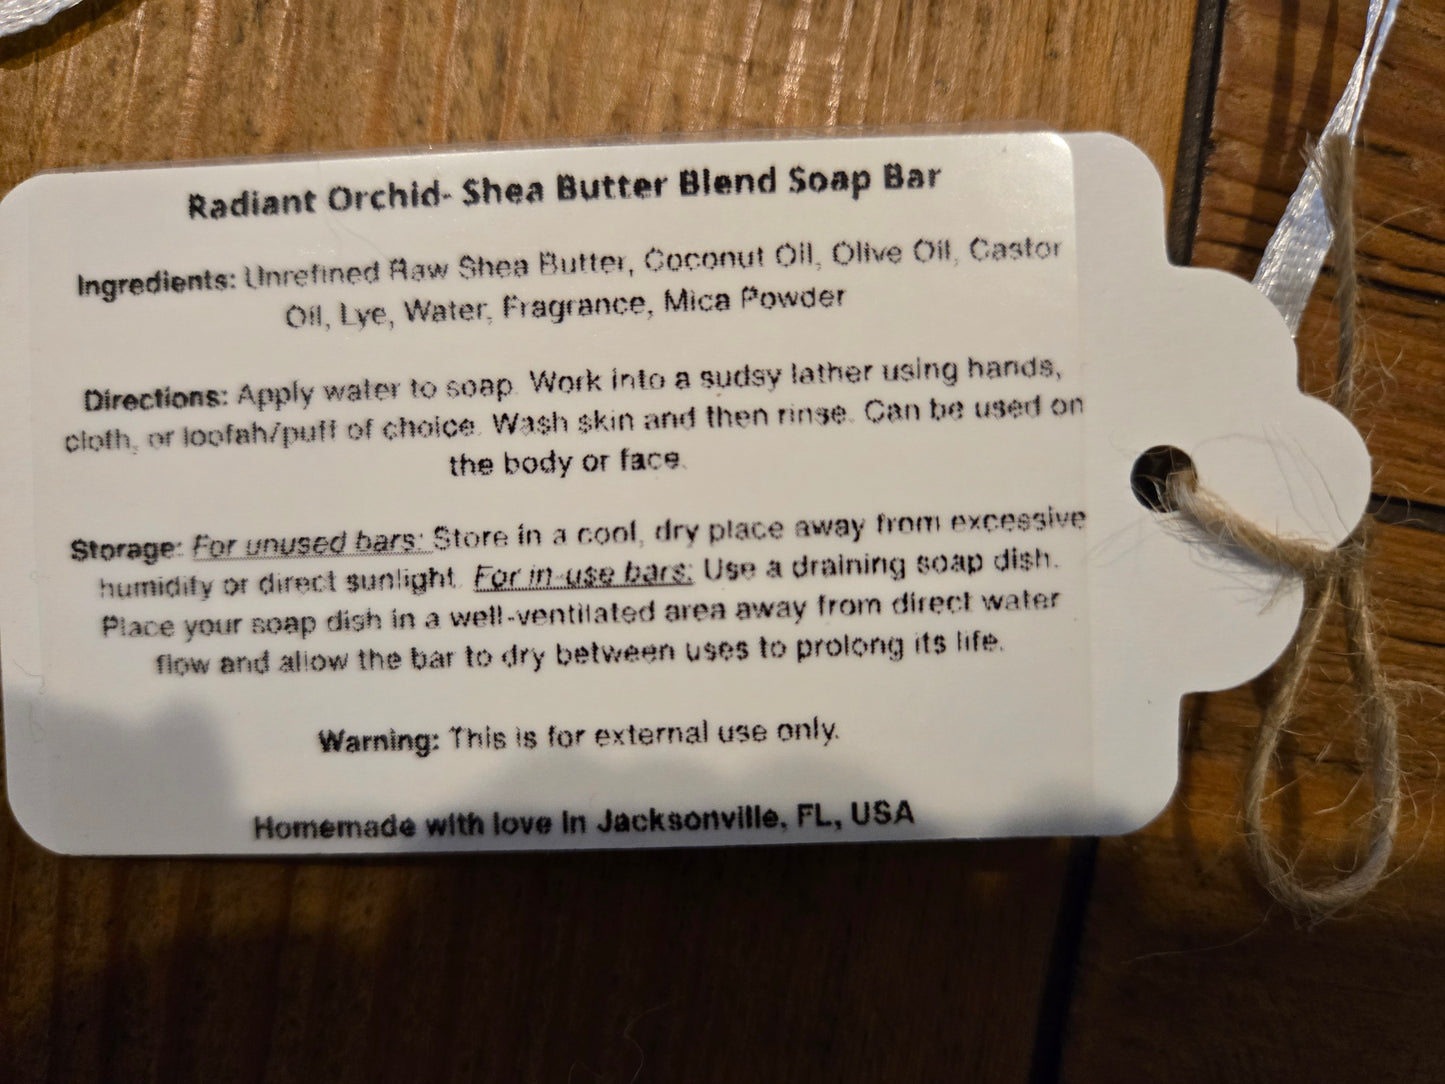 Radiant Orchid- Shea Butter Blend Soap Bar
Ingredients: Unrefined Raw Shea Butter, Coconut Oil, Olive Oil, Castor
Oil, Lye, Water, Fragrance, Mica Powder
Directions: Apply water to soap. Work into a sudsy lather using hands,
cloth, or loofah/puff of choice. Wash skin and then rinse. Can be used on
the body or face.
Storage: For unused bars: Store in a cool, dry place away from excessive
humidity or direct sunlight. For in-use bars: Use a draining soap dish.
Place your soap dish in a well-ventilated area away from direct water
flow and allow the bar to dry between uses to prolong its life.
Warning: This is for external use only.
Homemade with love in Jacksonville, FL, USA